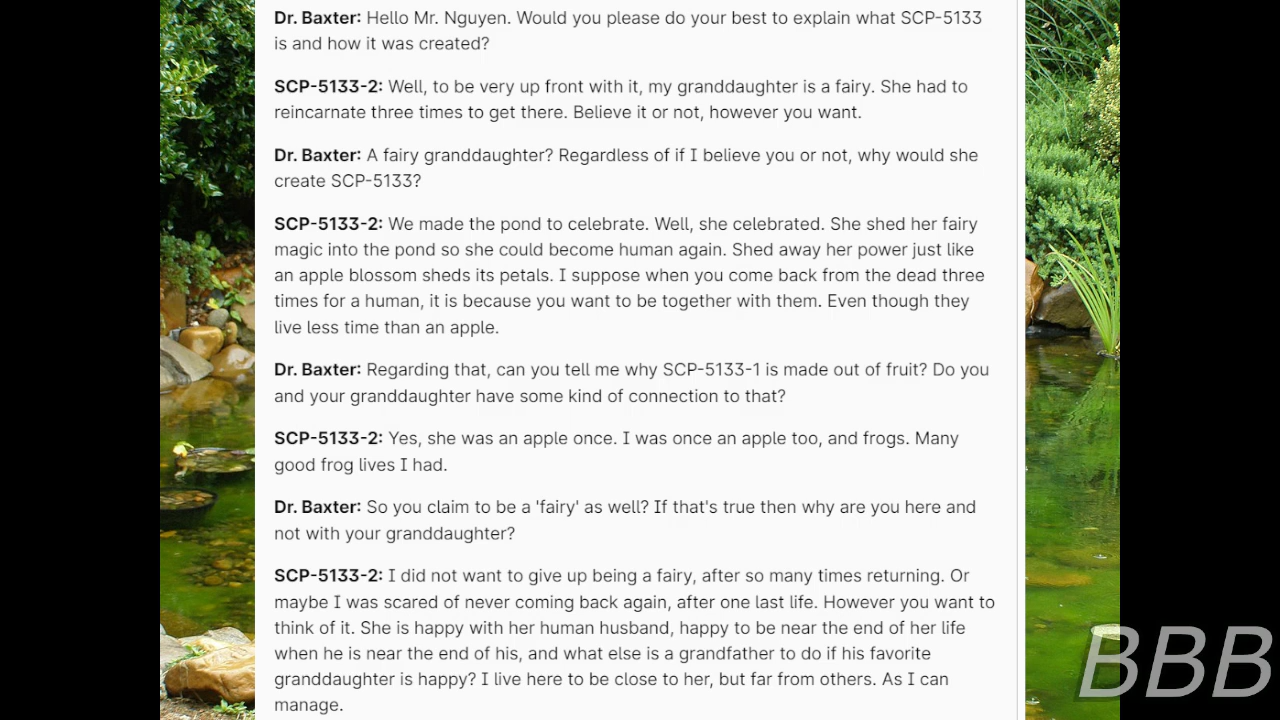 Dr. Baxter: Hello Mr. Nguyen. Would you please do your best to explain what SCP-5133
is and how it was created?
SCP-5133-2: Well, to be very up front with it, my granddaughter is a fairy. She had to
reincarnate three times to get there. Believe it or not, however you want.
Dr. Baxter: A fairy granddaughter? Regardless of if I believe you or not, why would she
create SCP-5133?
SCP-5133-2: We made the pond to celebrate. Well, she celebrated. She shed her fairy
magic into the pond so she could become human again. Shed away her power just like
an apple blossom sheds its petals. I suppose when you come back from the dead three
times for a human, it is because you want to be together with them. Even though they
live less time than an apple.
Dr. Baxter: Regarding that, can you tell me why SCP-5133-1 is made out of fruit? Do you
and your granddaughter have some kind of connection to that?
SCP-5133-2: Yes, she was an apple once. I was once an apple too, and frogs. Many
good frog lives I had.
Dr. Baxter: So you claim to be a 'fairy' as well? If that's true then why are you here and
not with your granddaughter?
SCP-5133-2: I did not want to give up being a fairy, after so many times returning. Or
maybe I was scared of never coming back again, after one last life. However you want to
think of it. She is happy with her human husband, happy to be near the end of her life
when he is near the end of his, and what else is a grandfather to do if his favorite
granddaughter is happy? I live here to be close to her, but far from others. As I can
manage.
BBB